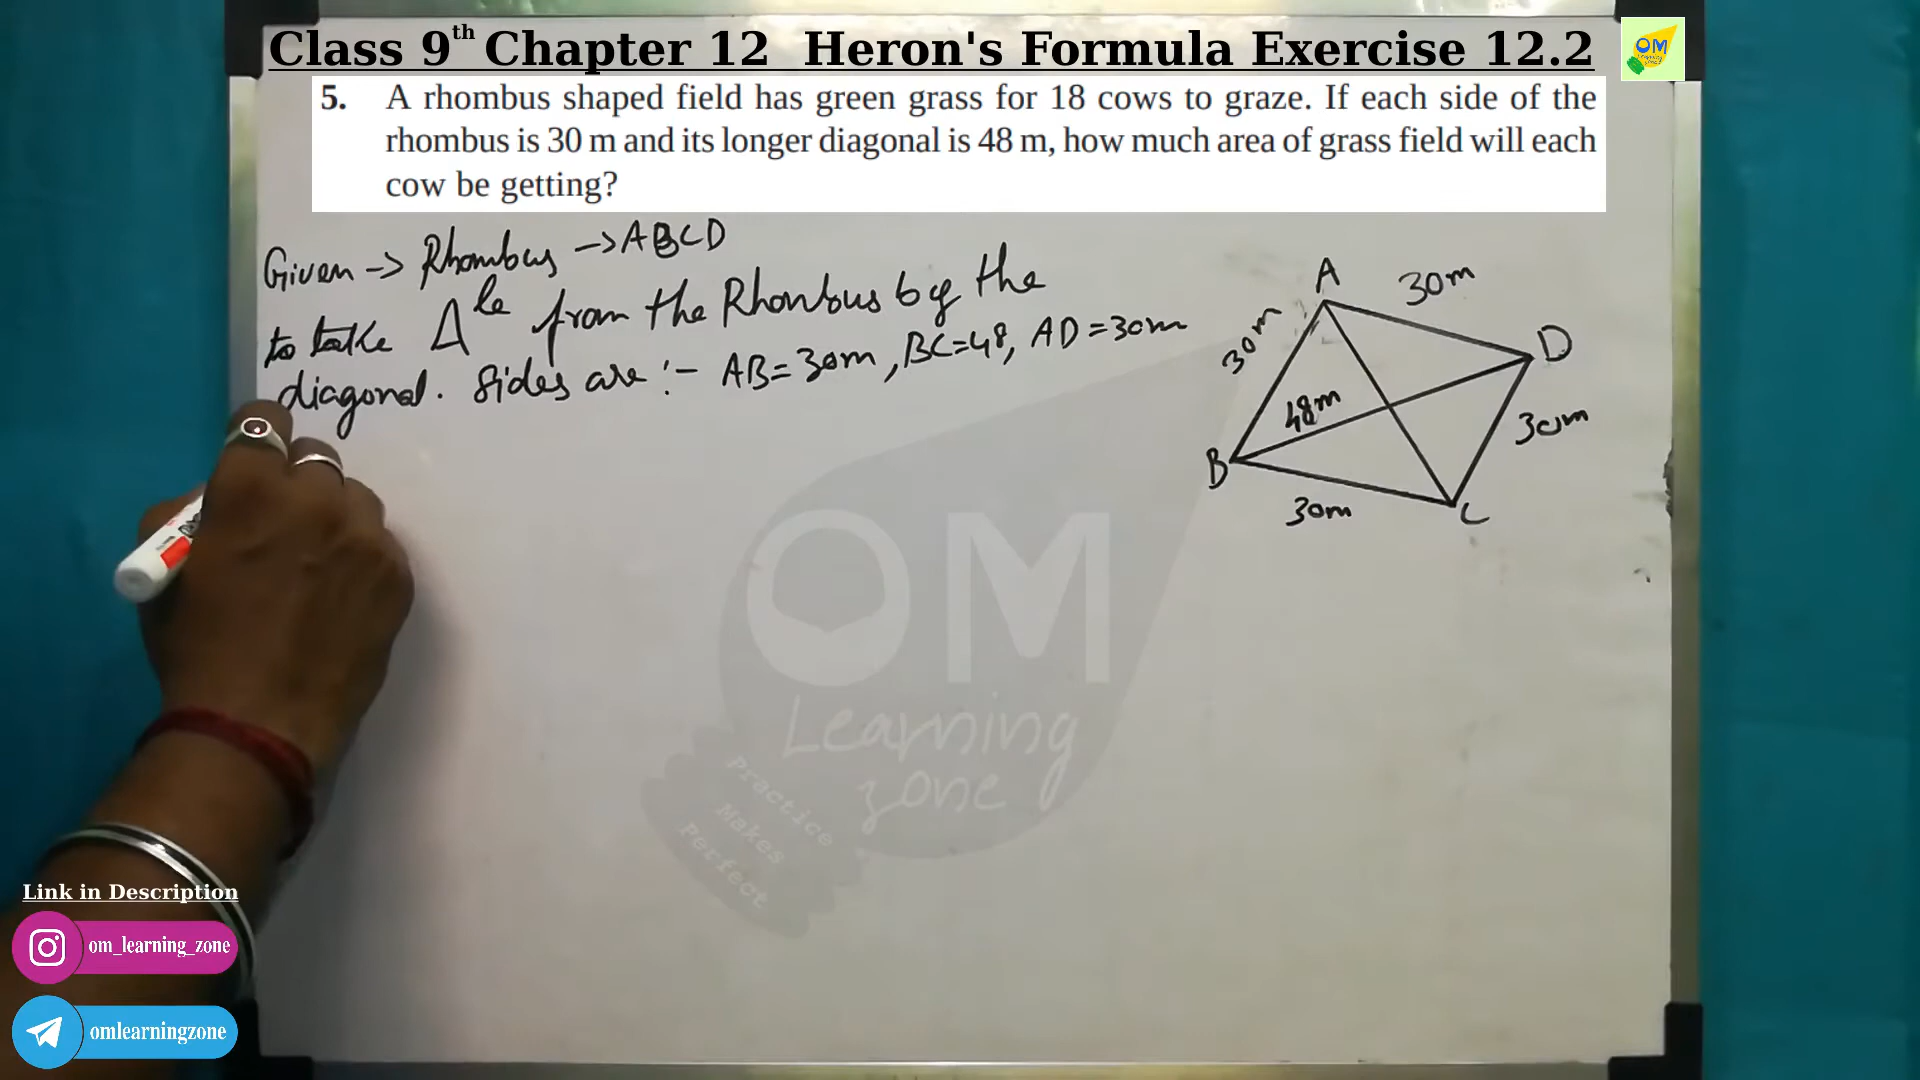 Class 9th Chapter 12 Heron's Formula Exercise 12.2
OM
5. A rhombus shaped field has green grass for 18 cows to graze. If each side of the
rhombus is 30 m and its longer diagonal is 48 m, how much area of grass field will each
cow be getting?
Given -> Rhombus -> ABCD
to take Δle from the Rhombus by the
diagonal. Sides are :- AB = 30m, BC=48, AD = 30m
A
30m
30m
D
48m
30m
B
30m
C
OM
Learning
zone
Practice
Makes
Perfect
Link in Description
om_learning_zone
omlearningzone